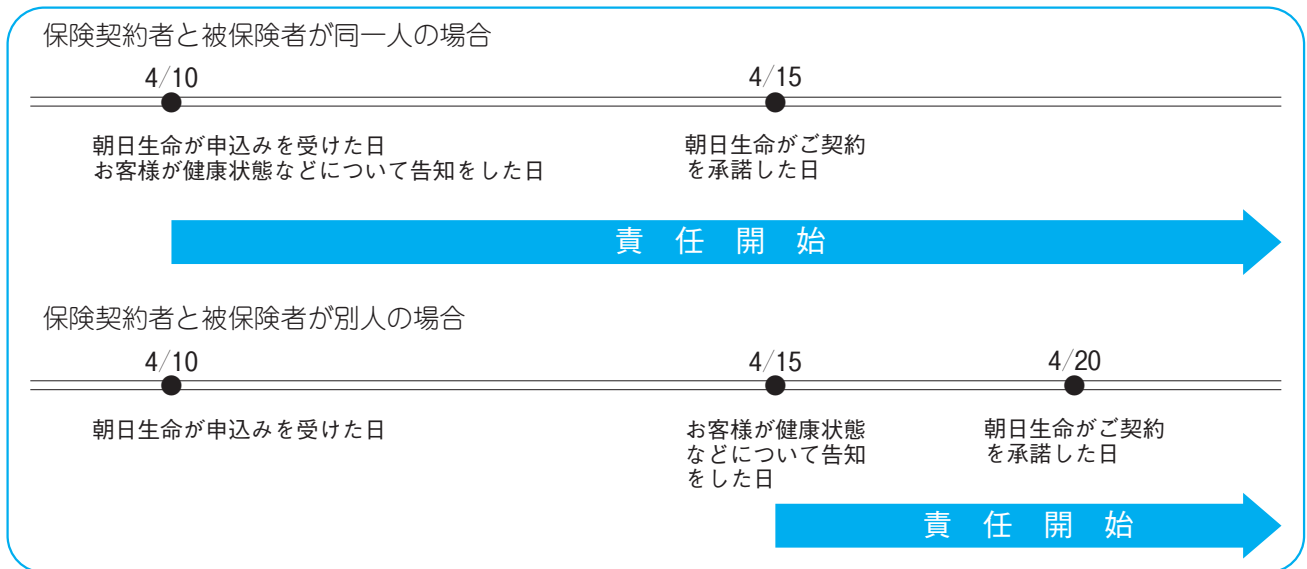 保険契約者と被保険者が同一人の場合
4/10
4/15
朝日生命が申込みを受けた日
お客様が健康状態などについて告知をした日
朝日生命がご契約
を承諾した日
責任開始
保険契約者と被保険者が別人の場合
4/10
4/15
4/20
朝日生命が申込みを受けた日
お客様が健康状態
などについて告知
をした日
朝日生命がご契約
を承諾した日
責任開始